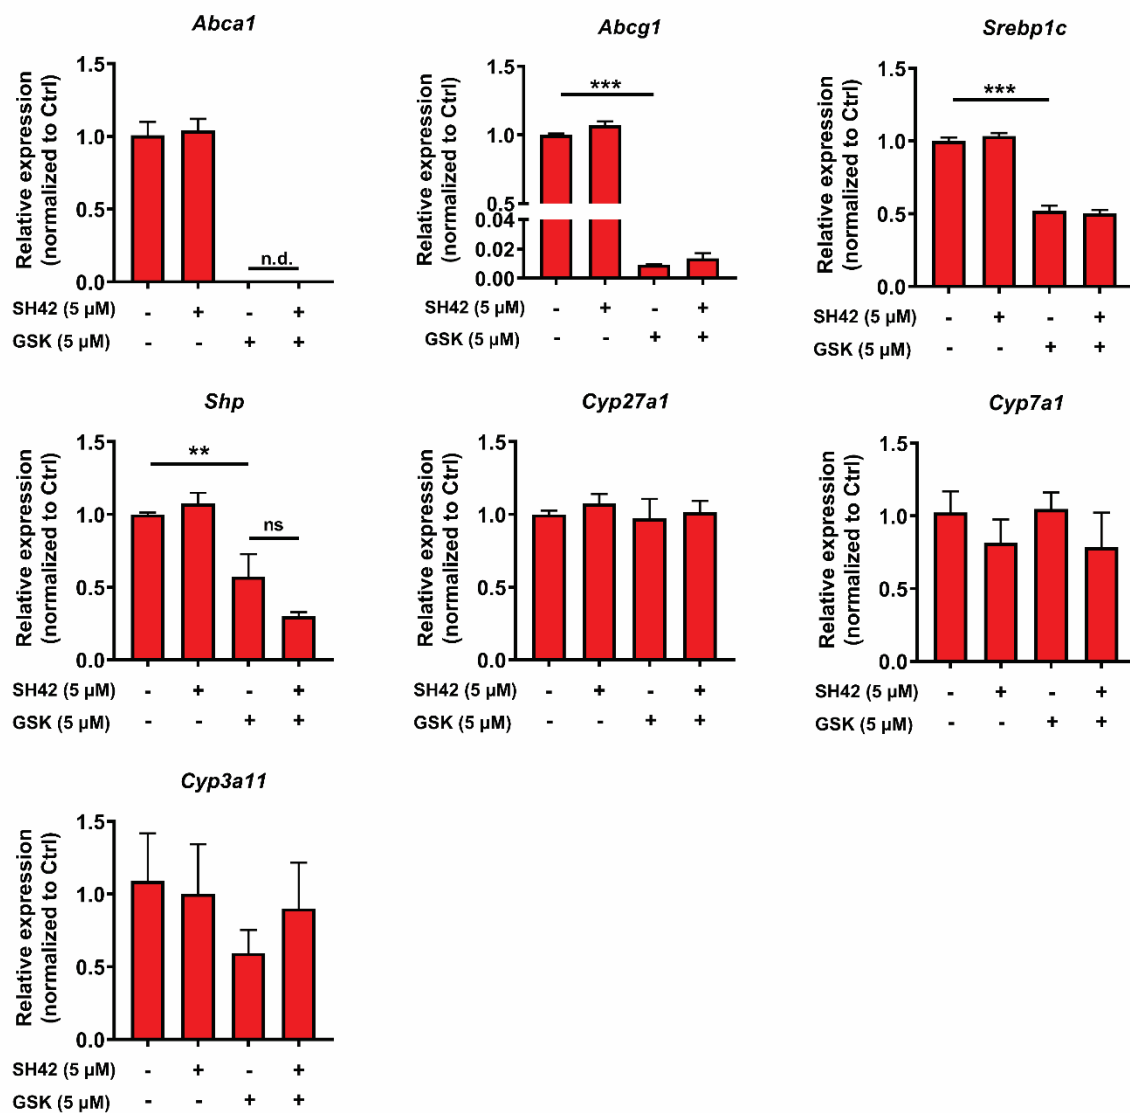 Abca1
Relative expression
(normalized to Ctrl)
1.5
1.0
0.5
0.0
n.d.
SH42 (5 µM) - + - +
GSK (5 µM) - - + +
Abcg1
Relative expression
(normalized to Ctrl)
1.5
1.0
0.5
0.04
0.02
0.00
***
SH42 (5 µM) - + - +
GSK (5 µM) - - + +
Srebp1c
Relative expression
(normalized to Ctrl)
1.5
1.0
0.5
0.0
***
SH42 (5 µM) - + - +
GSK (5 µM) - - + +
Shp
Relative expression
(normalized to Ctrl)
1.5
1.0
0.5
0.0
**
ns
SH42 (5 µM) - + - +
GSK (5 µM) - - + +
Cyp27a1
Relative expression
(normalized to Ctrl)
1.5
1.0
0.5
0.0
SH42 (5 µM) - + - +
GSK (5 µM) - - + +
Cyp7a1
Relative expression
(normalized to Ctrl)
1.5
1.0
0.5
0.0
SH42 (5 µM) - + - +
GSK (5 µM) - - + +
Cyp3a11
Relative expression
(normalized to Ctrl)
1.5
1.0
0.5
0.0
SH42 (5 µM) - + - +
GSK (5 µM) - - + +